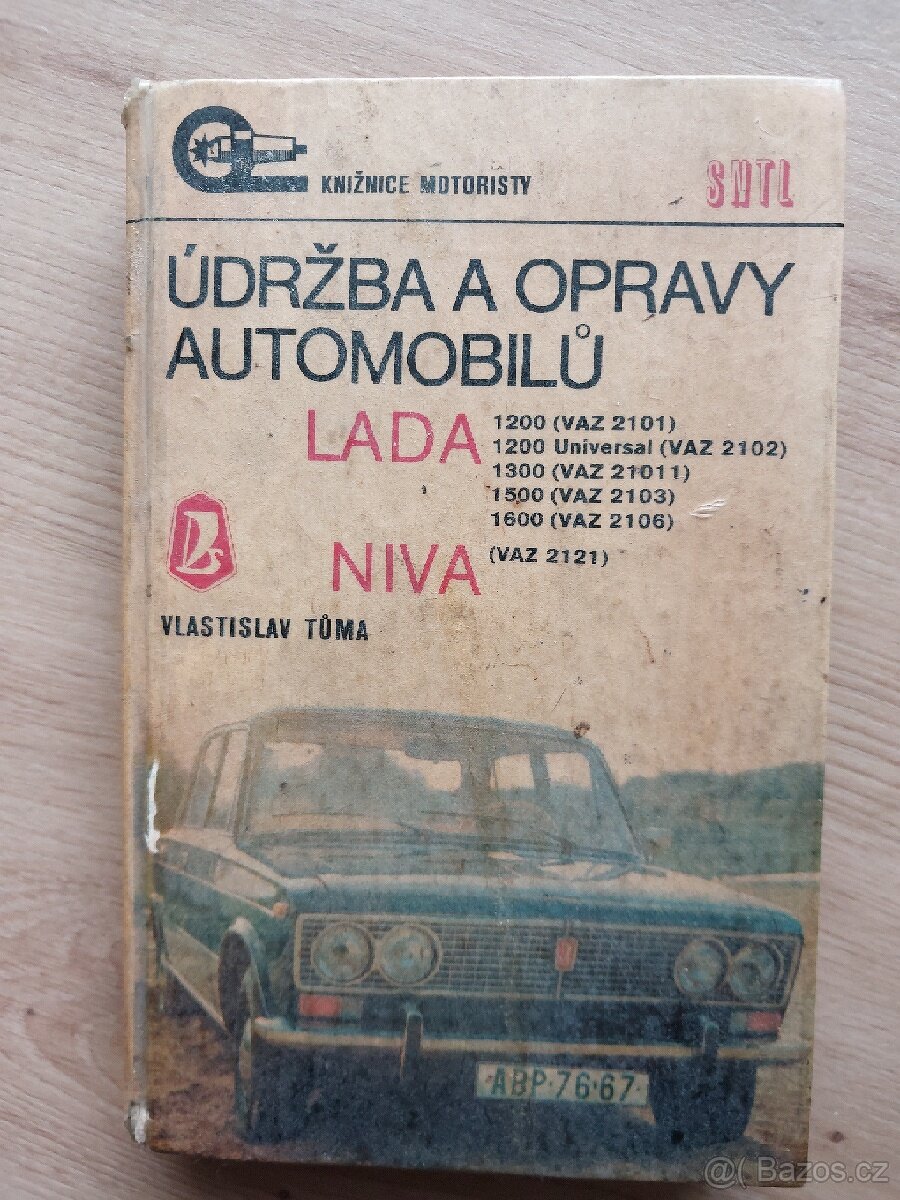 KNIŽNICE MOTORISTY
SNTL
ÚDRŽBA A OPRAVY
AUTOMOBILŮ
LADA
1200 (VAZ 2101)
1200 Universal (VAZ 2102)
1300 (VAZ 21011)
1500 (VAZ 2103)
1600 (VAZ 2106)
NIVA (VAZ 2121)
VLASTISLAV TŮMA
ABP·76·67
@( Bazos.cz